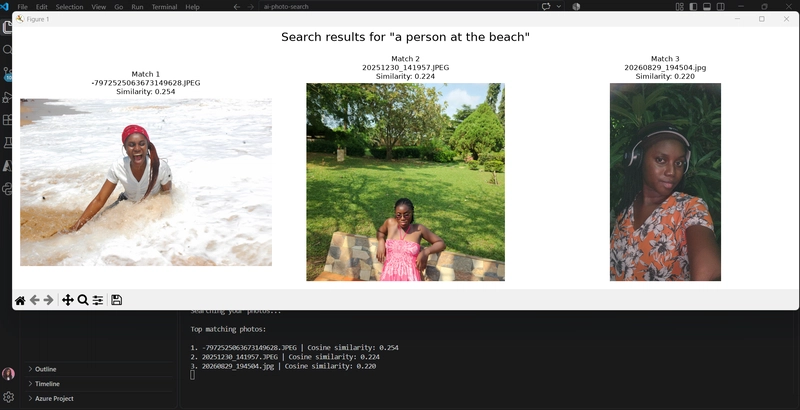 File Edit Selection View Go Run Terminal Help
ai-photo-search
Figure 1
Search results for "a person at the beach"
Match 1
-7972525063673149628.JPEG
Similarity: 0.254
Match 2
20251230_141957.JPEG
Similarity: 0.224
Match 3
20260829_194504.jpg
Similarity: 0.220
Searching your photos...
Top matching photos:
1. -7972525063673149628.JPEG | Cosine similarity: 0.254
2. 20251230_141957.JPEG | Cosine similarity: 0.224
3. 20260829_194504.jpg | Cosine similarity: 0.220
Outline
Timeline
Azure Project